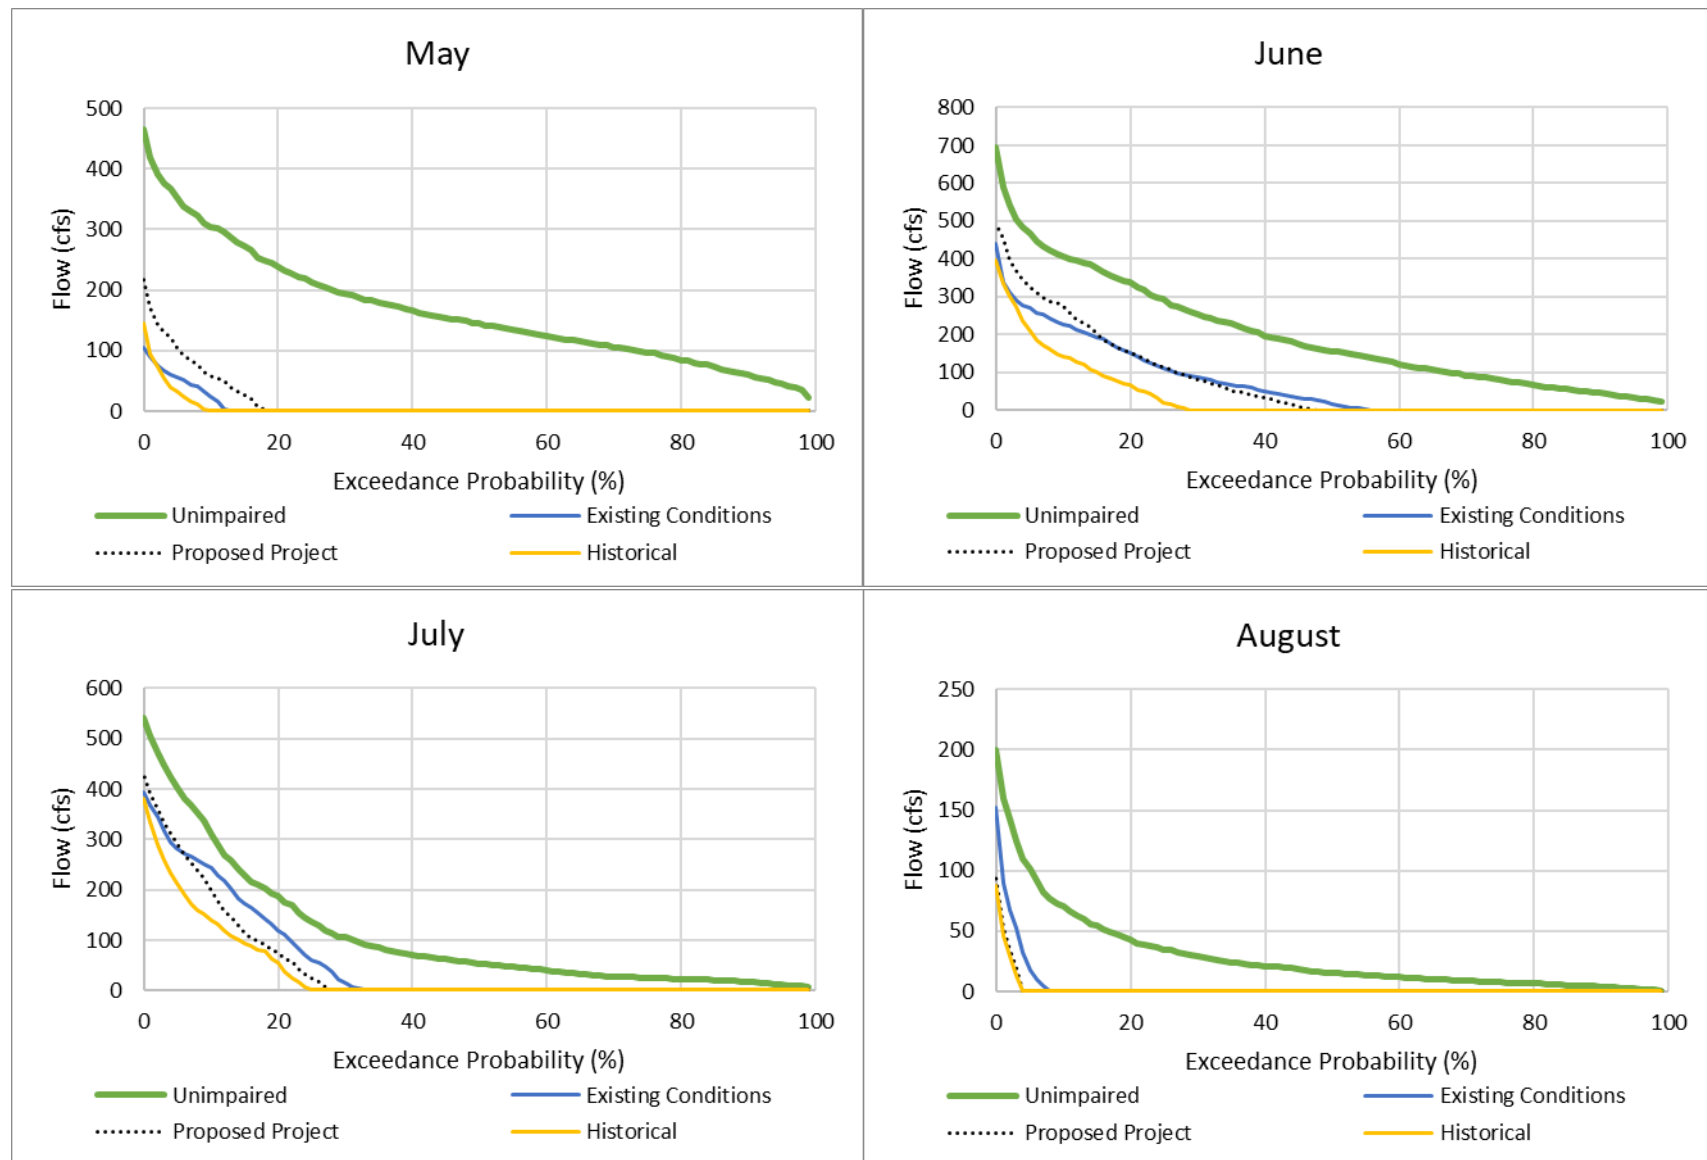 May
500
400
300
200
100
0
Flow (cfs)
0 20 40 60 80 100
Exceedance Probability (%)
Unimpaired Existing Conditions
Proposed Project Historical
June
800
700
600
500
400
300
200
100
0
Flow (cfs)
0 20 40 60 80 100
Exceedance Probability (%)
Unimpaired Existing Conditions
Proposed Project Historical
July
600
500
400
300
200
100
0
Flow (cfs)
0 20 40 60 80 100
Exceedance Probability (%)
Unimpaired Existing Conditions
Proposed Project Historical
August
250
200
150
100
50
0
Flow (cfs)
0 20 40 60 80 100
Exceedance Probability (%)
Unimpaired Existing Conditions
Proposed Project Historical